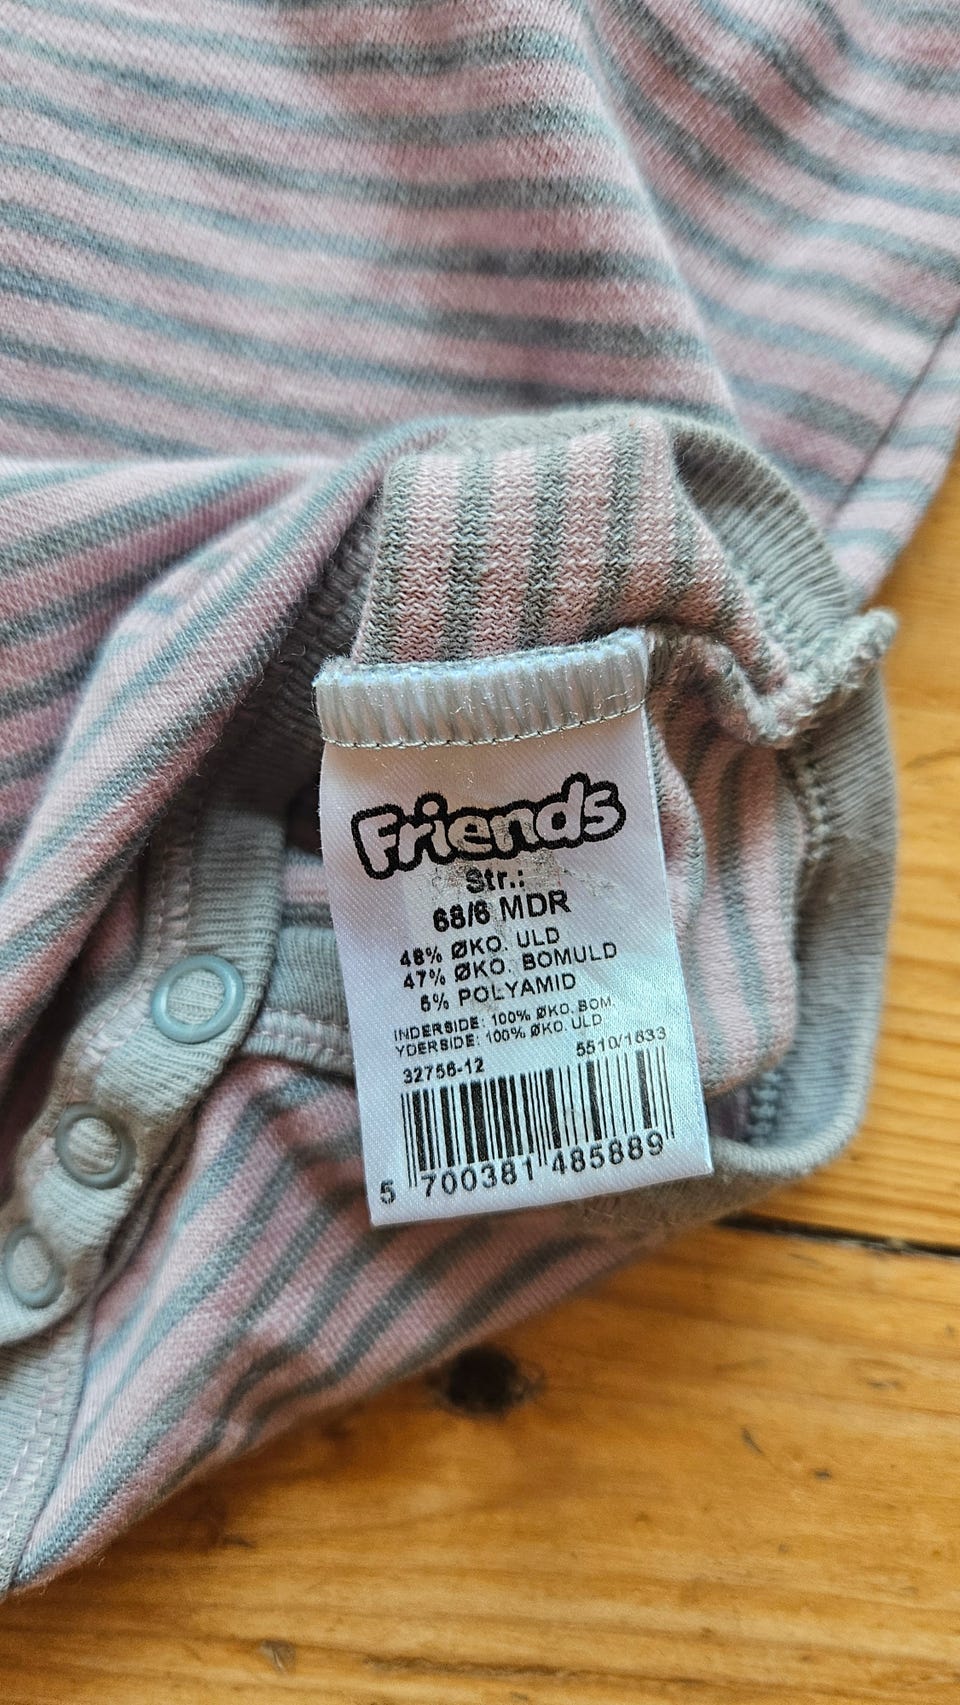 Friends
Str.:
68/6 MDR
48% ØKO. ULD
47% ØKO. BOMULD
5% POLYAMID
INDERSIDE: 100% ØKO. BOM.
YDERSIDE: 100% ØKO. ULD
32756-12 5510/1633
5 700381 485889